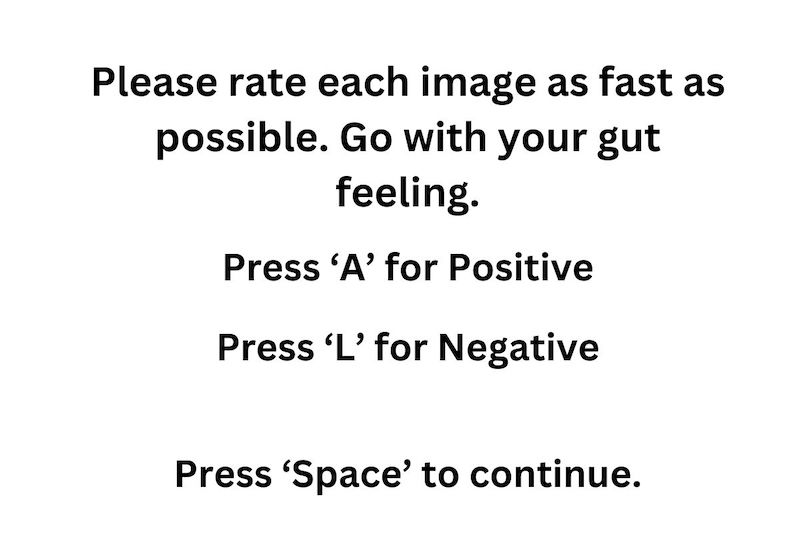 Please rate each image as fast as
possible. Go with your gut
feeling.
Press ‘A’ for Positive
Press ‘L’ for Negative
Press ‘Space’ to continue.